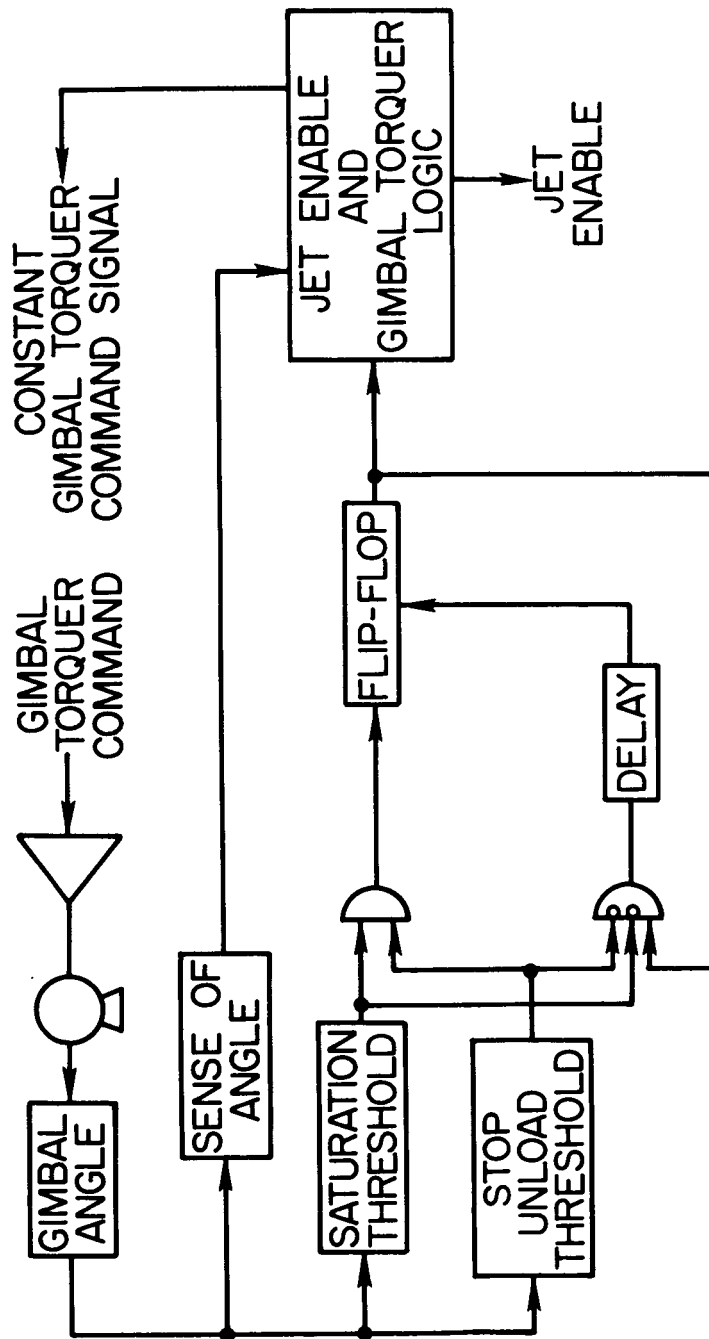 GIMBAL
TORQUER
COMMAND
CONSTANT
GIMBAL TORQUER
COMMAND SIGNAL
GIMBAL
ANGLE
SENSE OF
ANGLE
JET ENABLE
AND
GIMBAL TORQUER
LOGIC
SATURATION
THRESHOLD
FLIP-FLOP
JET
ENABLE
STOP
UNLOAD
THRESHOLD
DELAY